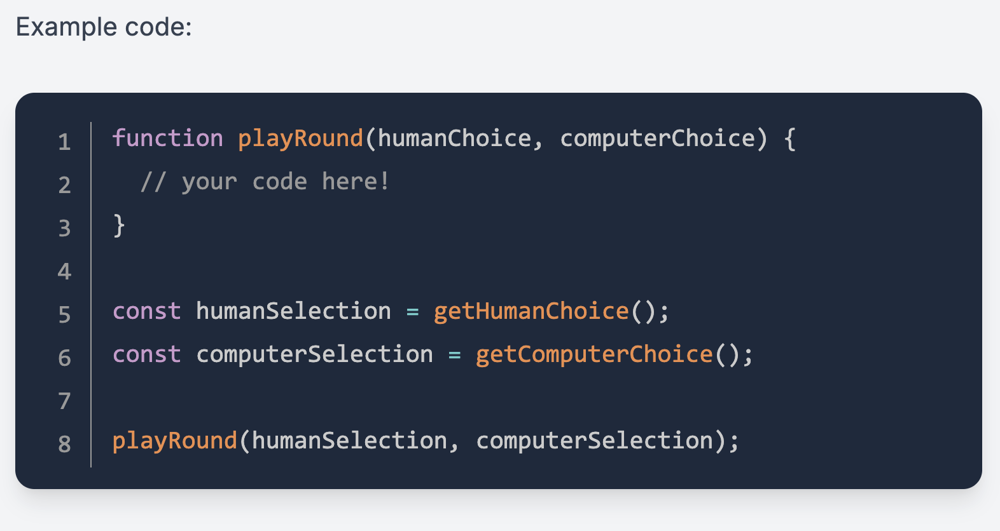 Example code:
1 function playRound(humanChoice, computerChoice) {
2   // your code here!
3 }
4
5 const humanSelection = getHumanChoice();
6 const computerSelection = getComputerChoice();
7
8 playRound(humanSelection, computerSelection);